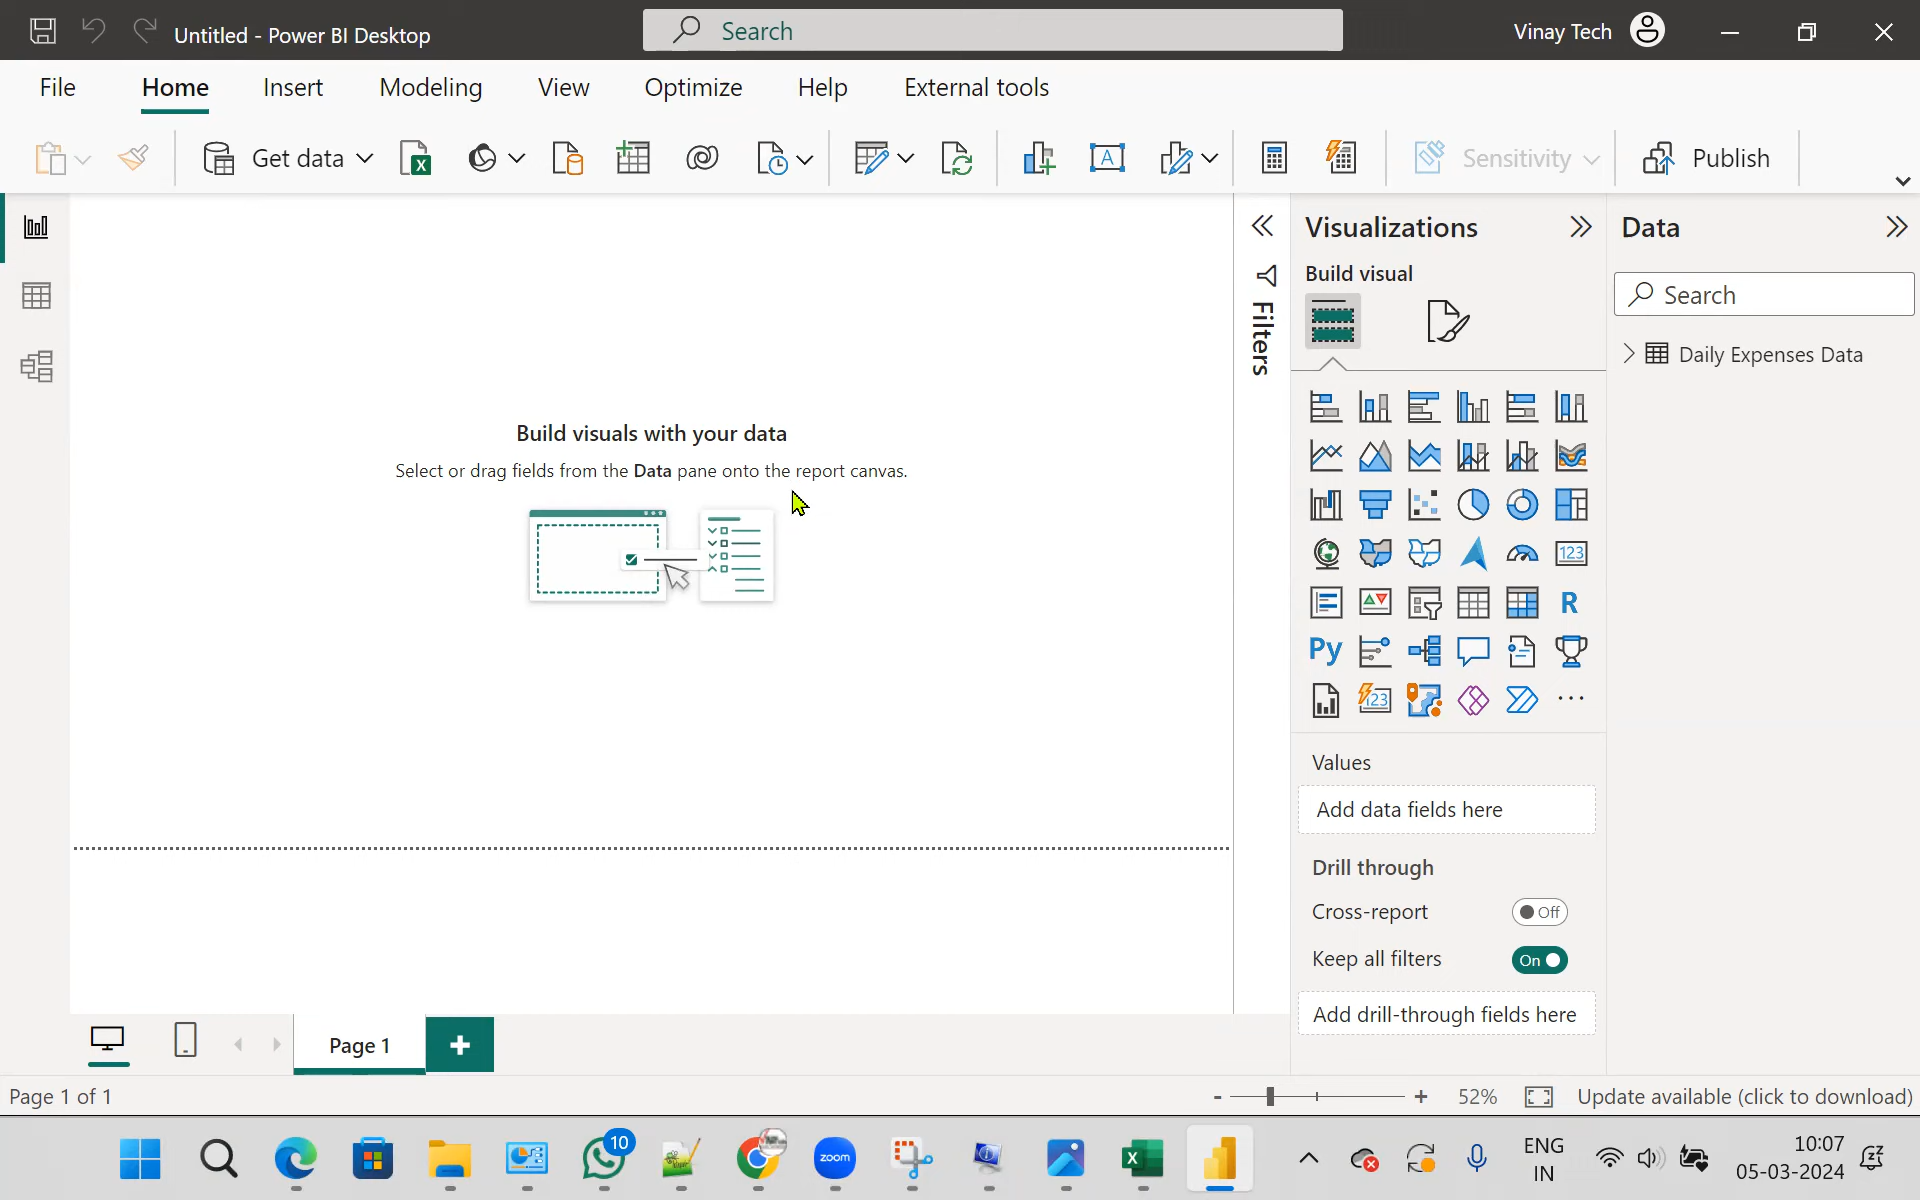 Untitled - Power BI Desktop
Search
Vinay Tech
File Home Insert Modeling View Optimize Help External tools
Get data
Sensitivity
Publish
Build visuals with your data
Select or drag fields from the Data pane onto the report canvas.
Filters
Visualizations
Build visual
123
R
Py
123
Values
Add data fields here
Drill through
Cross-report Off
Keep all filters On
Add drill-through fields here
Data
Search
Daily Expenses Data
Page 1
+
Page 1 of 1
- + 52% Update available (click to download)
10
zoom
ENG
IN
10:07
05-03-2024